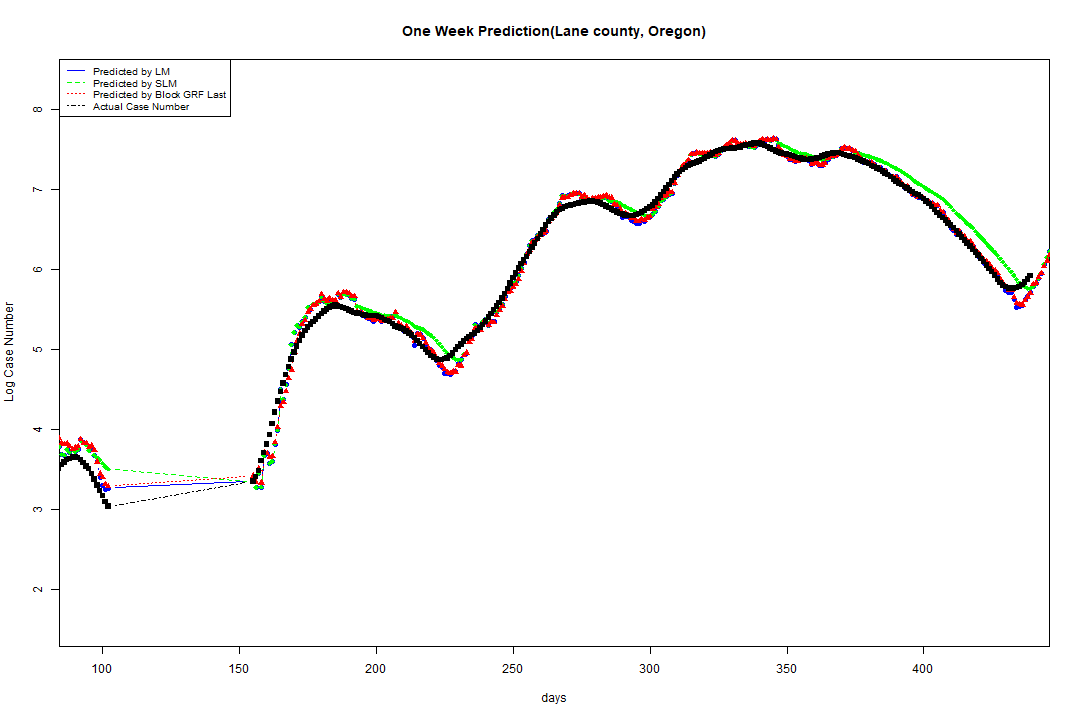 One Week Prediction(Lane county, Oregon)
Predicted by LM
Predicted by SLM
Predicted by Block GRF Last
Actual Case Number
8
7
6
5
4
3
2
Log Case Number
100 150 200 250 300 350 400
days